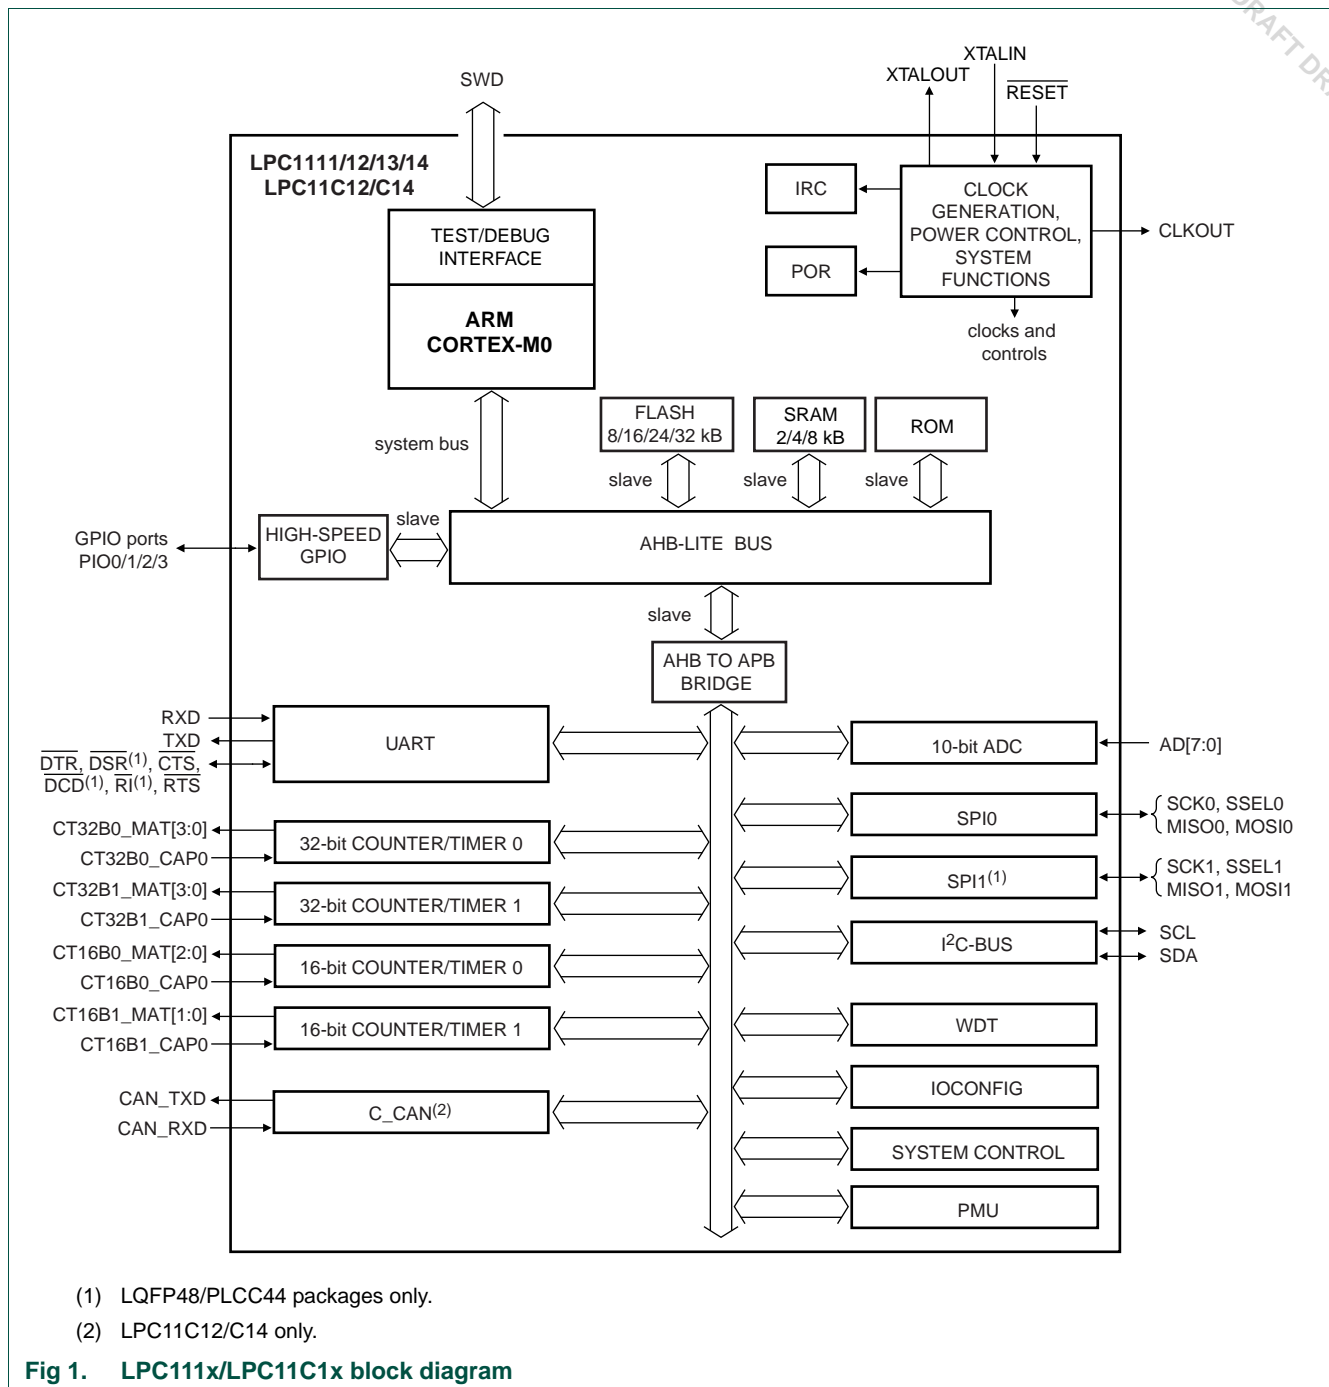 DRAFT DRA
XTALIN
XTALOUT
RESET
SWD
LPC1111/12/13/14
LPC11C12/C14
IRC
CLOCK
GENERATION,
POWER CONTROL,
SYSTEM
FUNCTIONS
CLKOUT
TEST/DEBUG
INTERFACE
POR
ARM
CORTEX-M0
clocks and
controls
FLASH
8/16/24/32 kB
SRAM
2/4/8 kB
ROM
system bus
slave
slave
slave
GPIO ports
PIO0/1/2/3
HIGH-SPEED
GPIO
slave
AHB-LITE BUS
slave
AHB TO APB
BRIDGE
RXD
TXD
DTR, DSR(1), CTS,
DCD(1), RI(1), RTS
UART
10-bit ADC
AD[7:0]
CT32B0_MAT[3:0]
CT32B0_CAP0
32-bit COUNTER/TIMER 0
SPI0
SCK0, SSEL0
MISO0, MOSI0
CT32B1_MAT[3:0]
CT32B1_CAP0
32-bit COUNTER/TIMER 1
SPI1(1)
SCK1, SSEL1
MISO1, MOSI1
CT16B0_MAT[2:0]
CT16B0_CAP0
16-bit COUNTER/TIMER 0
I2C-BUS
SCL
SDA
CT16B1_MAT[1:0]
CT16B1_CAP0
16-bit COUNTER/TIMER 1
WDT
IOCONFIG
CAN_TXD
CAN_RXD
C_CAN(2)
SYSTEM CONTROL
PMU
(1) LQFP48/PLCC44 packages only.
(2) LPC11C12/C14 only.
Fig 1. LPC111x/LPC11C1x block diagram